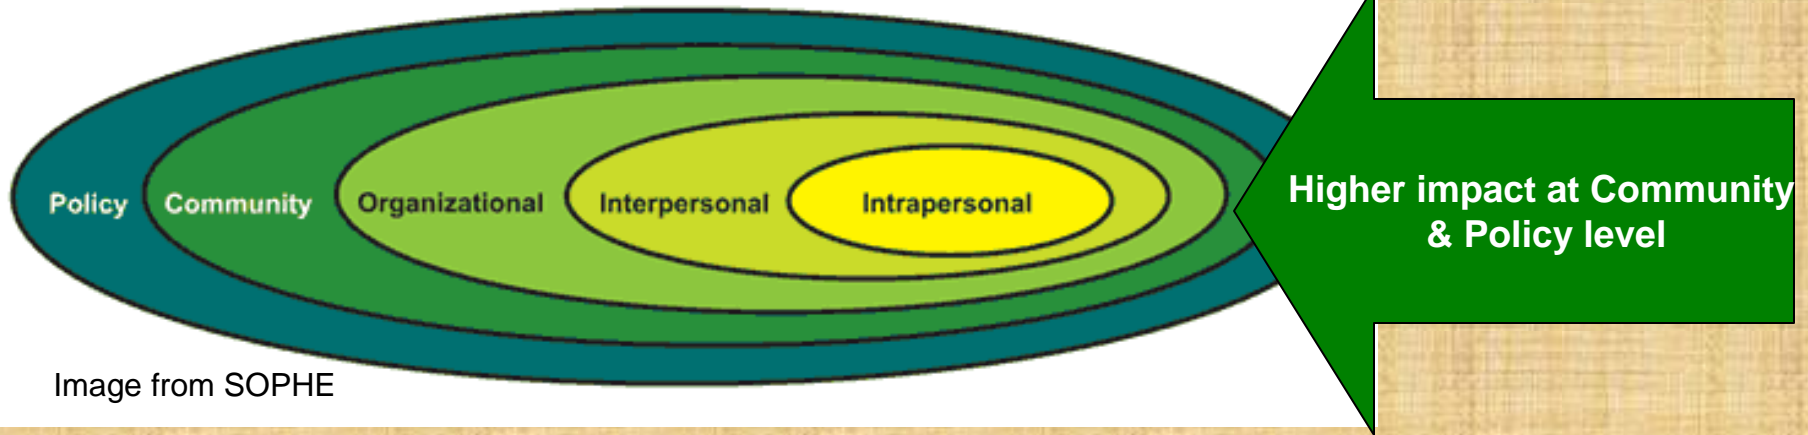 Policy
Community
Organizational
Interpersonal
Intrapersonal
Higher impact at Community
& Policy level
Image from SOPHE